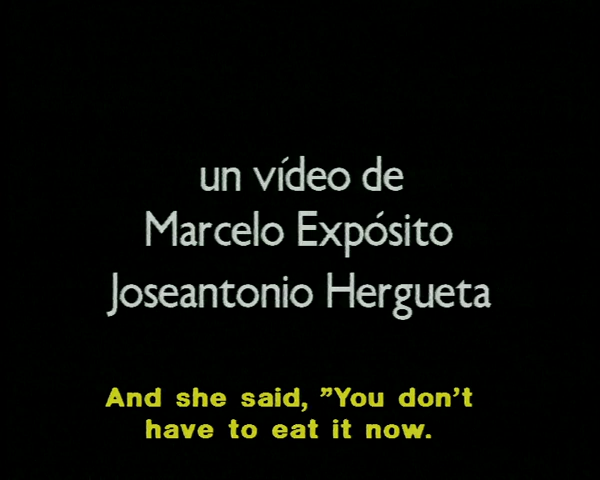 un vídeo de
Marcelo Expósito
Joseantonio Hergueta
And she said, "You don't
have to eat it now.